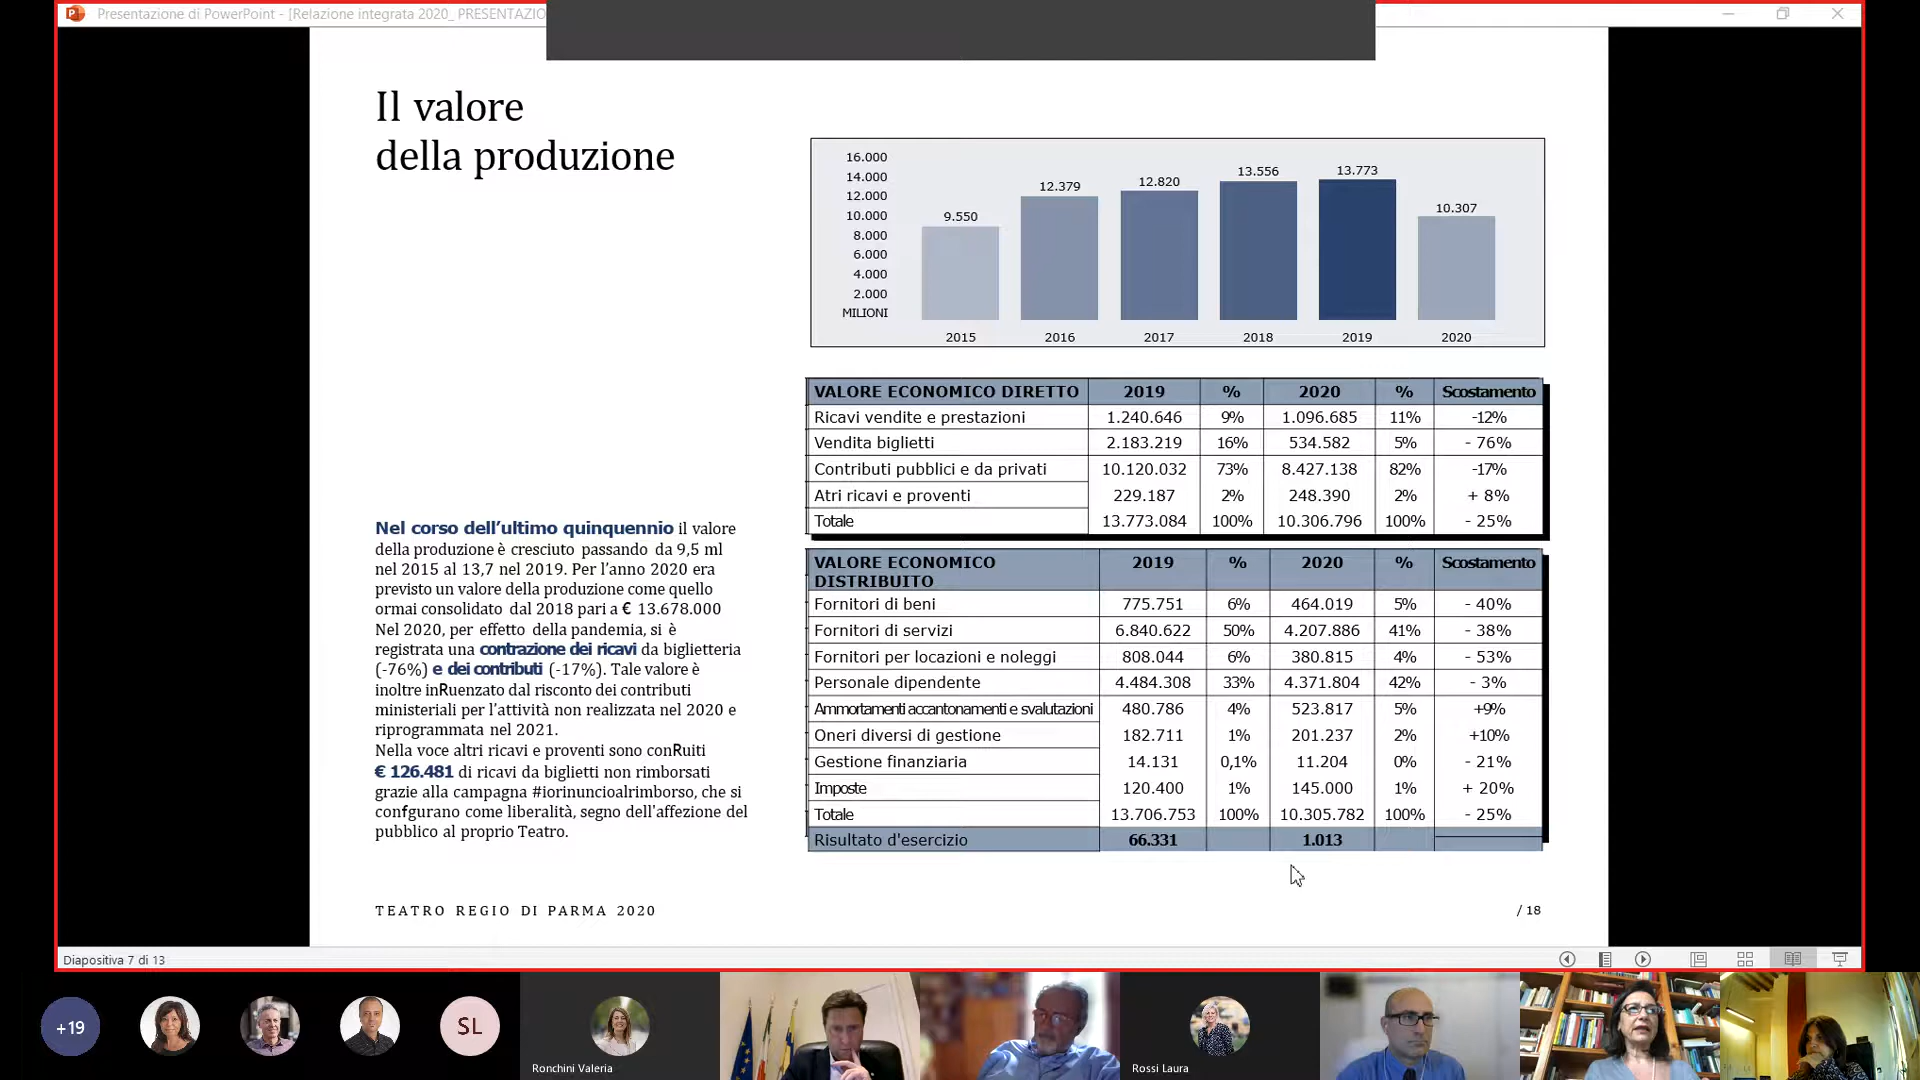 Presentazione di PowerPoint - [Relazione integrata 2020_ PRESENTAZIO
Il valore
della produzione
16.000
14.000
12.000
10.000
8.000
6.000
4.000
2.000
MILIONI
9.550
12.379
12.820
13.556
13.773
10.307
2015 2016 2017 2018 2019 2020
VALORE ECONOMICO DIRETTO 2019 % 2020 % Scostamento
Ricavi vendite e prestazioni 1.240.646 9% 1.096.685 11% -12%
Vendita biglietti 2.183.219 16% 534.582 5% - 76%
Contributi pubblici e da privati 10.120.032 73% 8.427.138 82% -17%
Atri ricavi e proventi 229.187 2% 248.390 2% + 8%
Totale 13.773.084 100% 10.306.796 100% - 25%
VALORE ECONOMICO
DISTRIBUITO 2019 % 2020 % Scostamento
Fornitori di beni 775.751 6% 464.019 5% - 40%
Fornitori di servizi 6.840.622 50% 4.207.886 41% - 38%
Fornitori per locazioni e noleggi 808.044 6% 380.815 4% - 53%
Personale dipendente 4.484.308 33% 4.371.804 42% - 3%
Ammortamenti accantonamenti e svalutazioni 480.786 4% 523.817 5% +9%
Oneri diversi di gestione 182.711 1% 201.237 2% +10%
Gestione finanziaria 14.131 0,1% 11.204 0% - 21%
Imposte 120.400 1% 145.000 1% + 20%
Totale 13.706.753 100% 10.305.782 100% - 25%
Risultato d'esercizio 66.331 1.013
Nel corso dell'ultimo quinquennio il valore
della produzione è cresciuto passando da 9,5 ml
nel 2015 al 13,7 nel 2019. Per l'anno 2020 era
previsto un valore della produzione come quello
ormai consolidato dal 2018 pari a € 13.678.000
Nel 2020, per effetto della pandemia, si è
registrata una contrazione dei ricavi da biglietteria
(-76%) e dei contributi (-17%). Tale valore è
inoltre inRuenzato dal risconto dei contributi
ministeriali per l'attività non realizzata nel 2020 e
riprogrammata nel 2021.
Nella voce altri ricavi e proventi sono conRuiti
€ 126.481 di ricavi da biglietti non rimborsati
grazie alla campagna #iorinuncioalrimborso, che si
confgurano come liberalità, segno dell'affezione del
pubblico al proprio Teatro.
TEATRO REGIO DI PARMA 2020
/ 18
Diapositiva 7 di 13
+19
SL
Ronchini Valeria
Rossi Laura